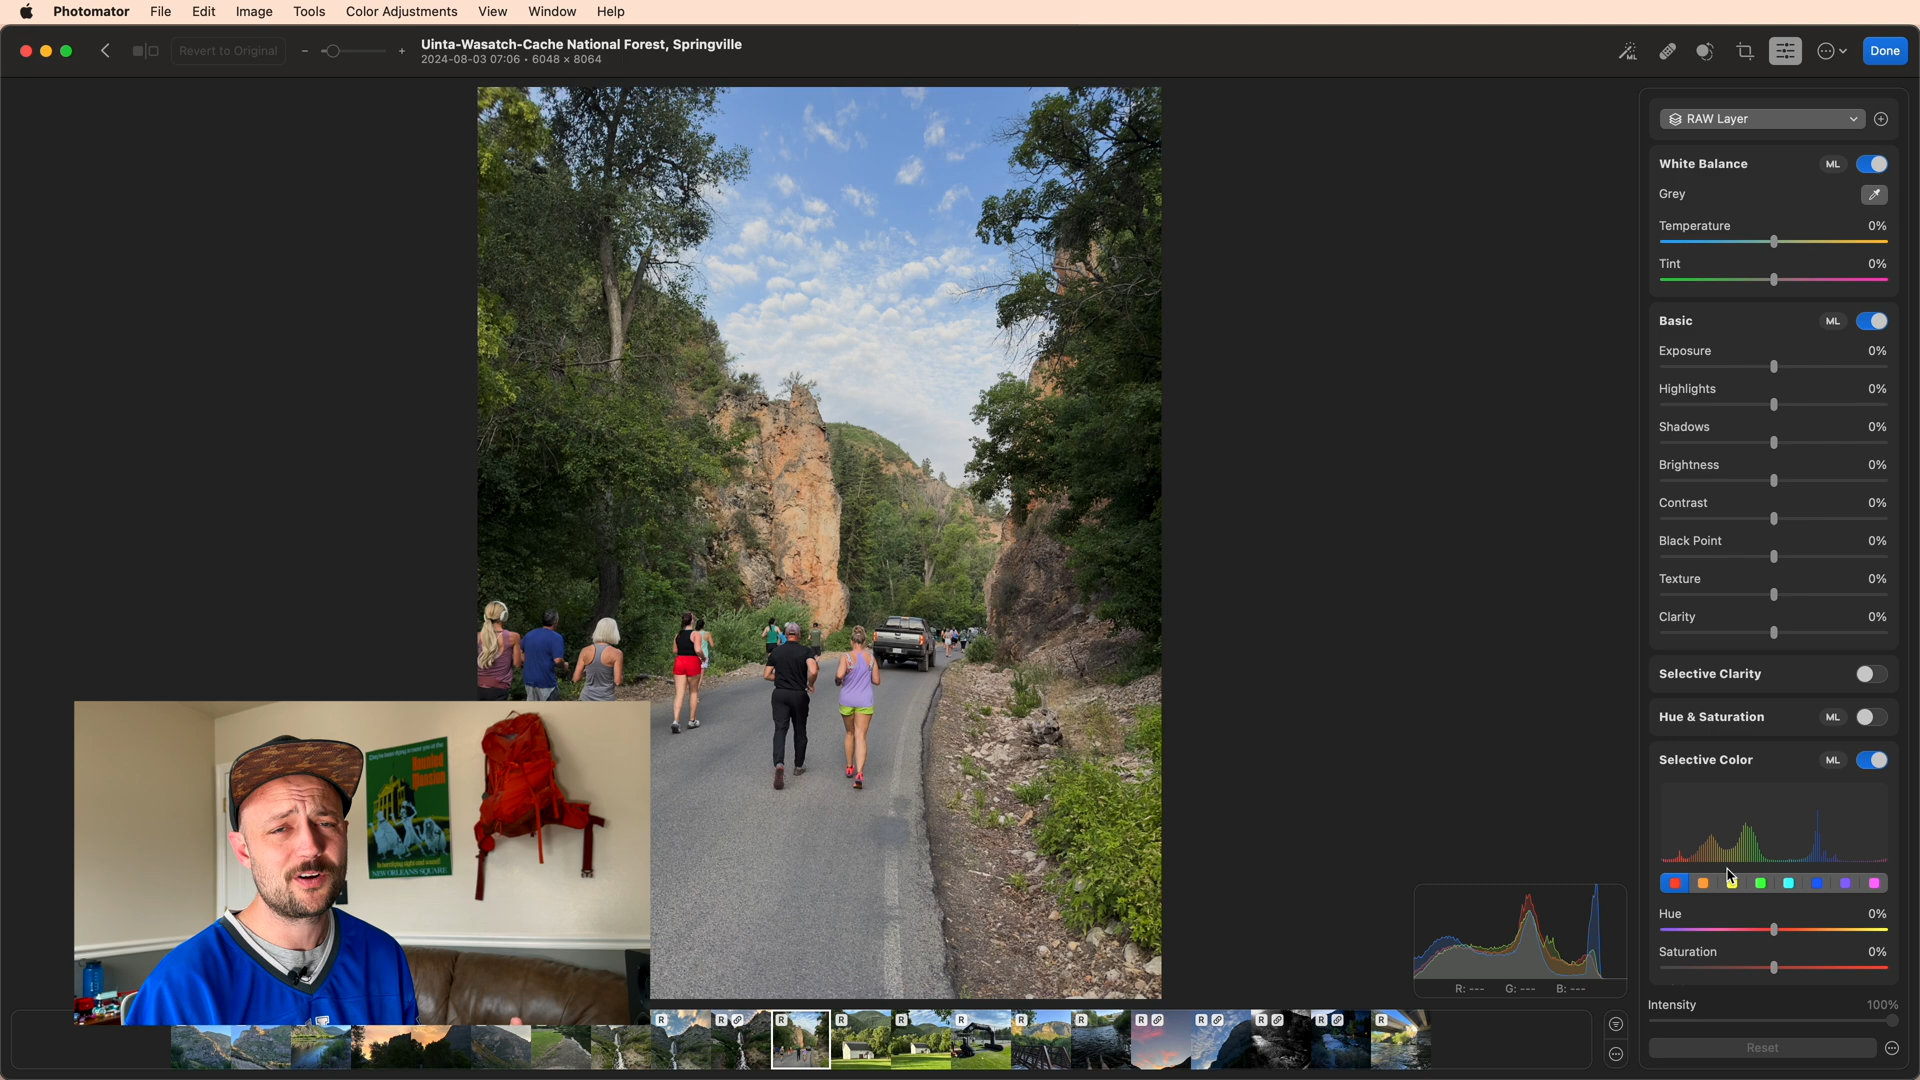 Photomator File Edit Image Tools Color Adjustments View Window Help
Revert to Original
Uinta-Wasatch-Cache National Forest, Springville
2024-08-03 07:06 • 6048 × 8064
ML
Done
RAW Layer
White Balance ML
Grey
Temperature 0%
Tint 0%
Basic ML
Exposure 0%
Highlights 0%
Shadows 0%
Brightness 0%
Contrast 0%
Black Point 0%
Texture 0%
Clarity 0%
Selective Clarity
Hue & Saturation ML
Selective Color ML
Hue 0%
Saturation 0%
Intensity 100%
Reset
R: --- G: --- B: ---
Haunted
Mansion
NEW ORLEANS SQUARE
R R R R R R R R R R R R R